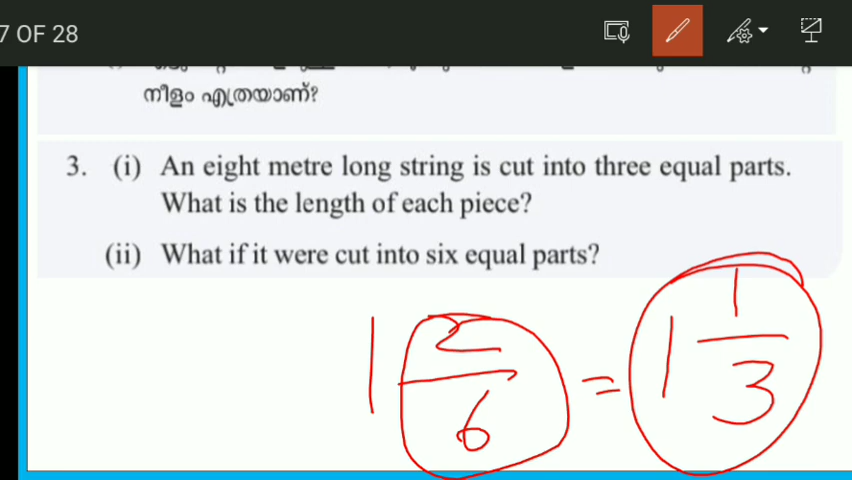 7 OF 28
നീളം എത്രയാണ്?
3. (i) An eight metre long string is cut into three equal parts.
What is the length of each piece?
(ii) What if it were cut into six equal parts?
1 2/6 = 1 1/3